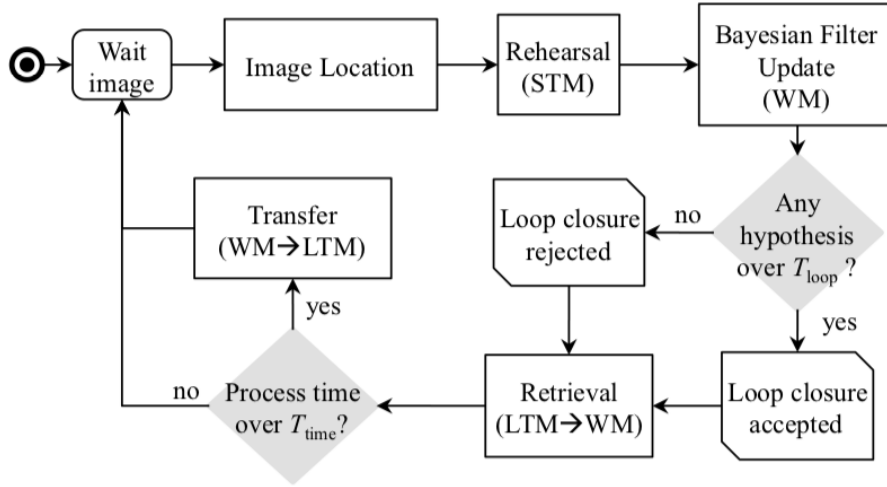 Wait
image
Image Location
Rehearsal
(STM)
Bayesian Filter
Update
(WM)
Any
hypothesis
over T_loop ?
no
yes
Loop closure
rejected
Loop closure
accepted
Retrieval
(LTM→WM)
Process time
over T_time?
yes
no
Transfer
(WM→LTM)